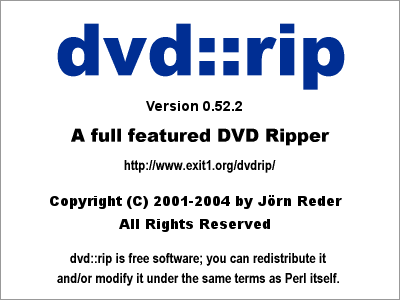 dvd::rip
Version 0.52.2
A full featured DVD Ripper
http://www.exit1.org/dvdrip/
Copyright (C) 2001-2004 by Jörn Reder
All Rights Reserved
dvd::rip is free software; you can redistribute it
and/or modify it under the same terms as Perl itself.